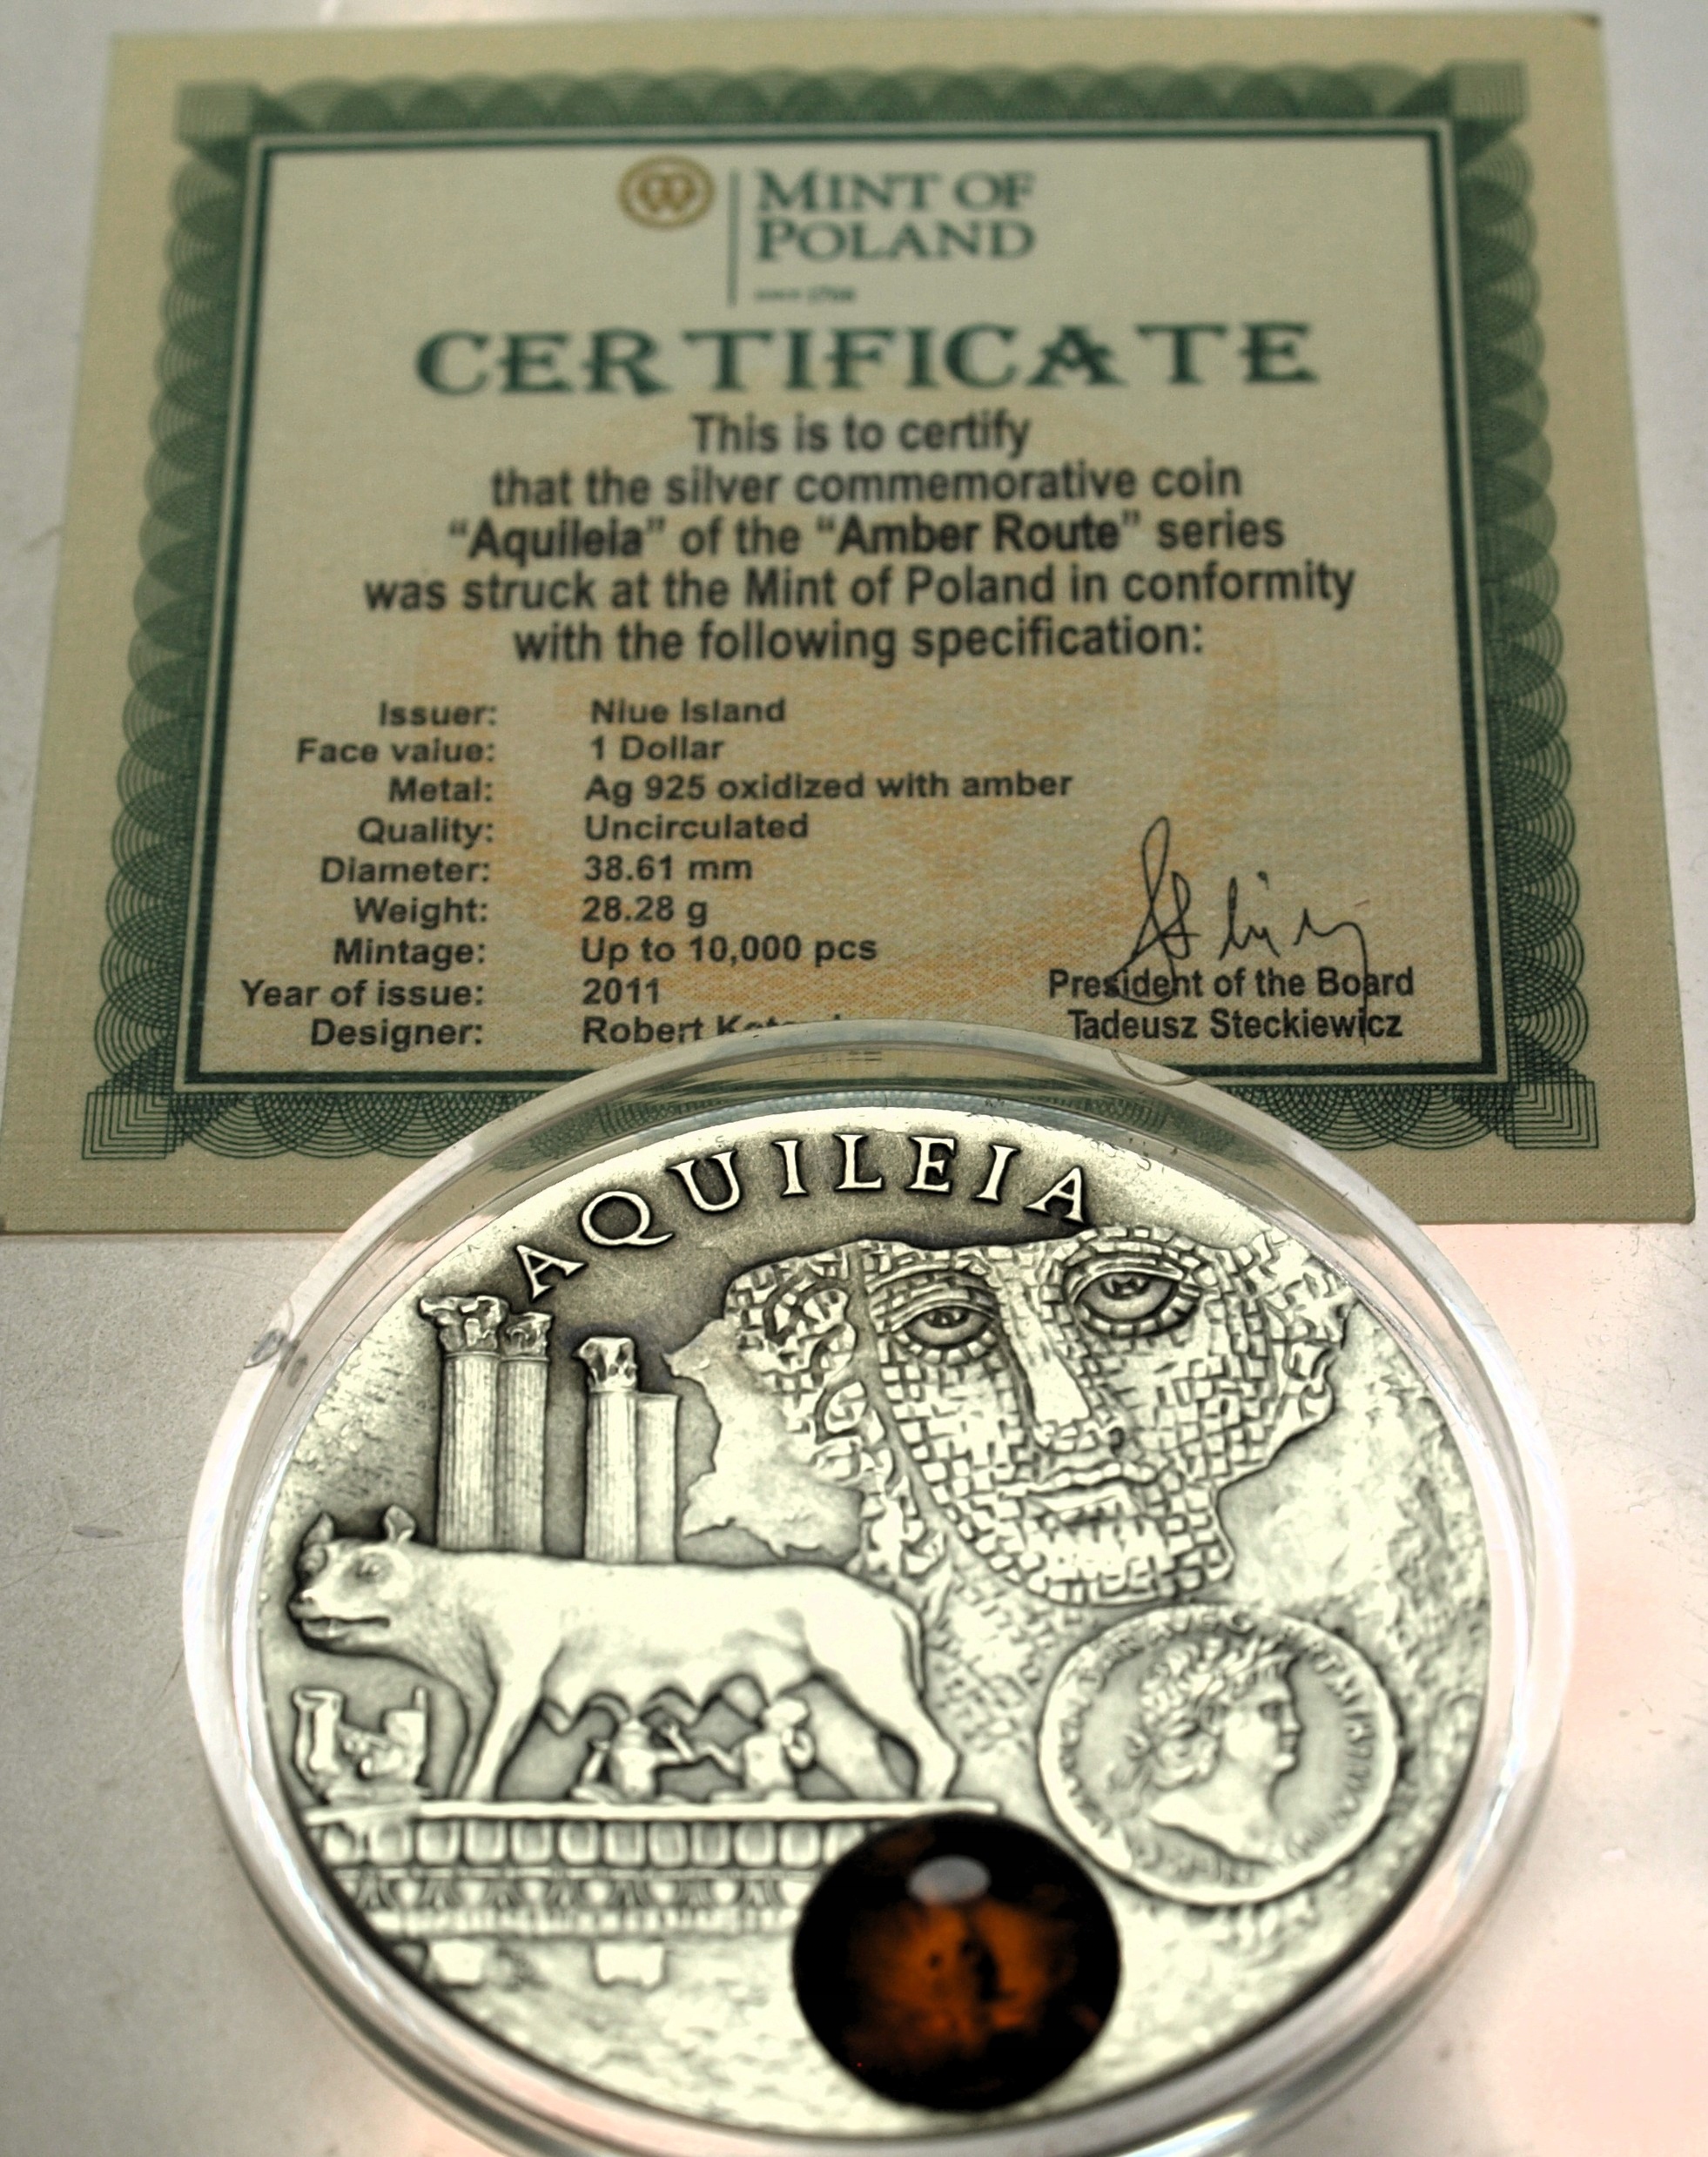 MINT OF
POLAND
CERTIFICATE
This is to certify
that the silver commemorative coin
“Aquileia” of the “Amber Route” series
was struck at the Mint of Poland in conformity
with the following specification:
Issuer: Niue Island
Face value: 1 Dollar
Metal: Ag 925 oxidized with amber
Quality: Uncirculated
Diameter: 38.61 mm
Weight: 28.28 g
Mintage: Up to 10,000 pcs
Year of issue: 2011
Designer: Robert
President of the Board
Tadeusz Steckiewicz
AQUILEIA